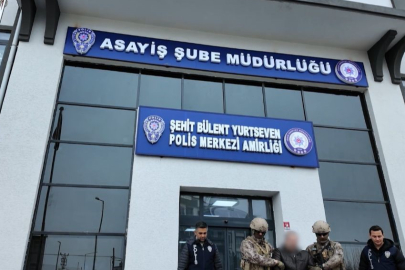 ASAYİŞ ŞUBE MÜDÜRLÜĞÜ
ŞEHİT BÜLENT YURTSEVEN
POLİS MERKEZİ AMİRLİĞİ